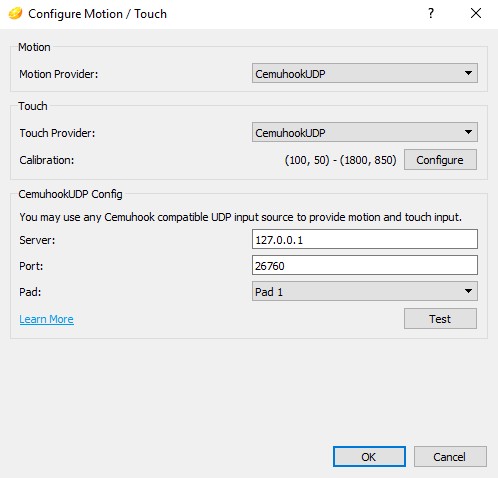 Configure Motion / Touch
?
Motion
Motion Provider: CemuhookUDP
Touch
Touch Provider: CemuhookUDP
Calibration: (100, 50) - (1800, 850) Configure
CemuhookUDP Config
You may use any Cemuhook compatible UDP input source to provide motion and touch input.
Server: 127.0.0.1
Port: 26760
Pad: Pad 1
Learn More Test
OK Cancel